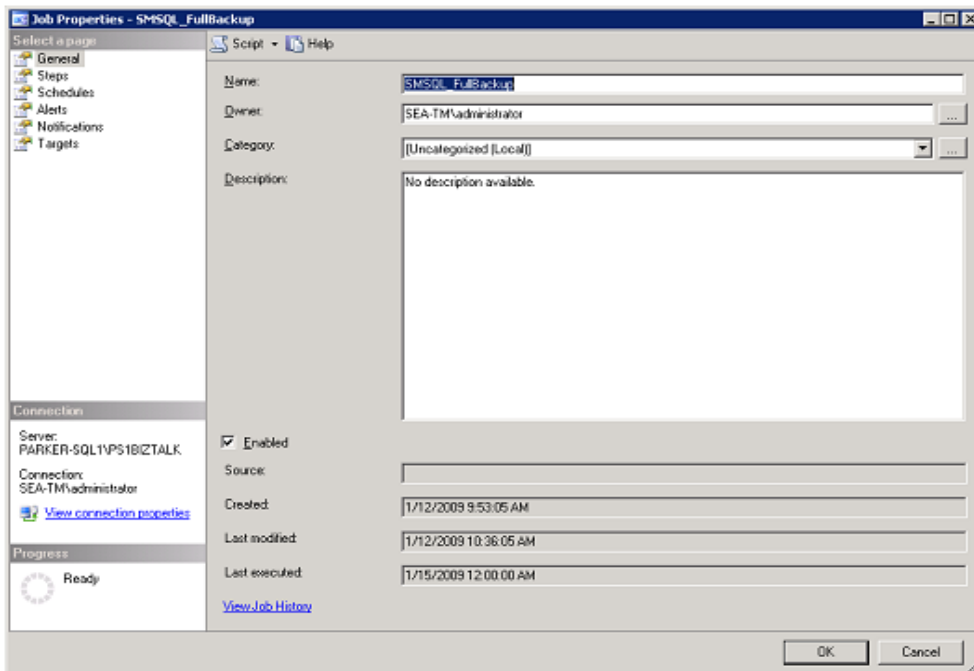 Job Properties - SMSQL_FullBackup
Select a page
General
Steps
Schedules
Alerts
Notifications
Targets
Script
Help
Name:
SMSQL_FullBackup
Owner:
SEA-TM\administrator
...
Category:
[Uncategorized (Local)]
...
Description:
No description available.
Enabled
Source:
Created:
1/12/2009 9:53:05 AM
Last modified:
1/12/2009 10:36:05 AM
Last executed:
1/15/2009 12:00:00 AM
View Job History
Connection
Server:
PARKER-SQL1\PS1BIZTALK
Connection:
SEA-TM\administrator
View connection properties
Progress
Ready
OK
Cancel